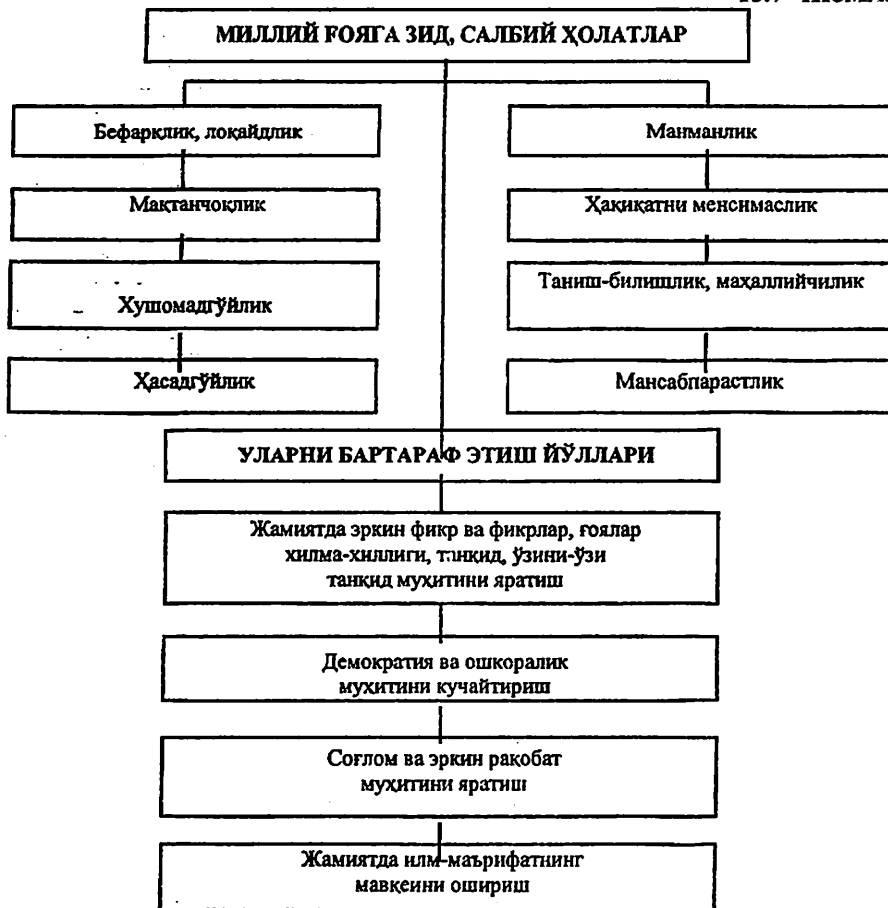 МИЛЛИЙ ҒОЯГА ЗИД, САЛБИЙ ҲОЛАТЛАР
Бефарқлик, лоқайдлик
Манманлик
Мақтанчоқлик
Ҳақиқатни менсимаслик
Хушомадгўйлик
Таниш-билишлик, маҳаллийчилик
Ҳасадгўйлик
Мансабпарастлик
УЛАРНИ БАРТАРАФ ЭТИШ ЙЎЛЛАРИ
Жамиятда эркин фикр ва фикрлар, ғоялар
хилма-хиллиги, танқид, ўзини-ўзи
танқид муҳитини яратиш
Демократия ва ошкоралик
муҳитини кучайтириш
Соғлом ва эркин рақобат
муҳитини яратиш
Жамиятда илм-маърифатнинг
мавқеини ошириш